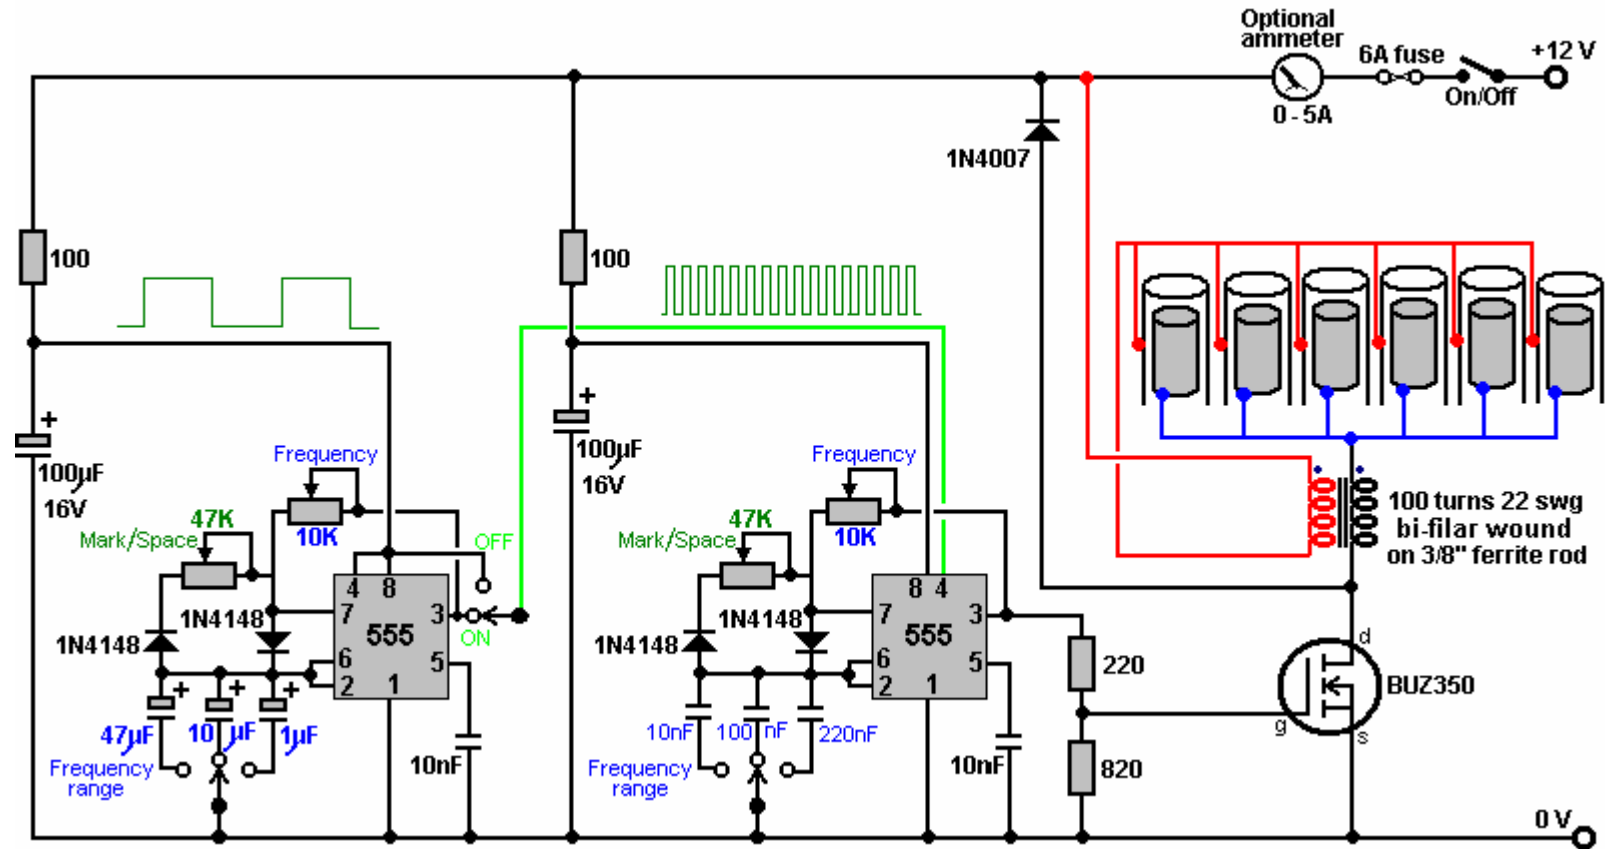 Optional
ammeter
6A fuse
+12 V
On/Off
0 - 5A
1N4007
100
100
+
100µF
16V
+
100µF
16V
Frequency
47K
Mark/Space
10K
OFF
1N4148
1N4148
4 8
7
3
555
ON
6
5
2
1
+
+
+
47µF
10 µF
1µF
Frequency
range
10nF
Frequency
47K
Mark/Space
10K
1N4148
1N4148
8 4
7
3
555
6
5
2
1
10nF
100 nF
220nF
Frequency
range
10nF
220
820
100 turns 22 swg
bi-filar wound
on 3/8" ferrite rod
d
BUZ350
g
s
0 V